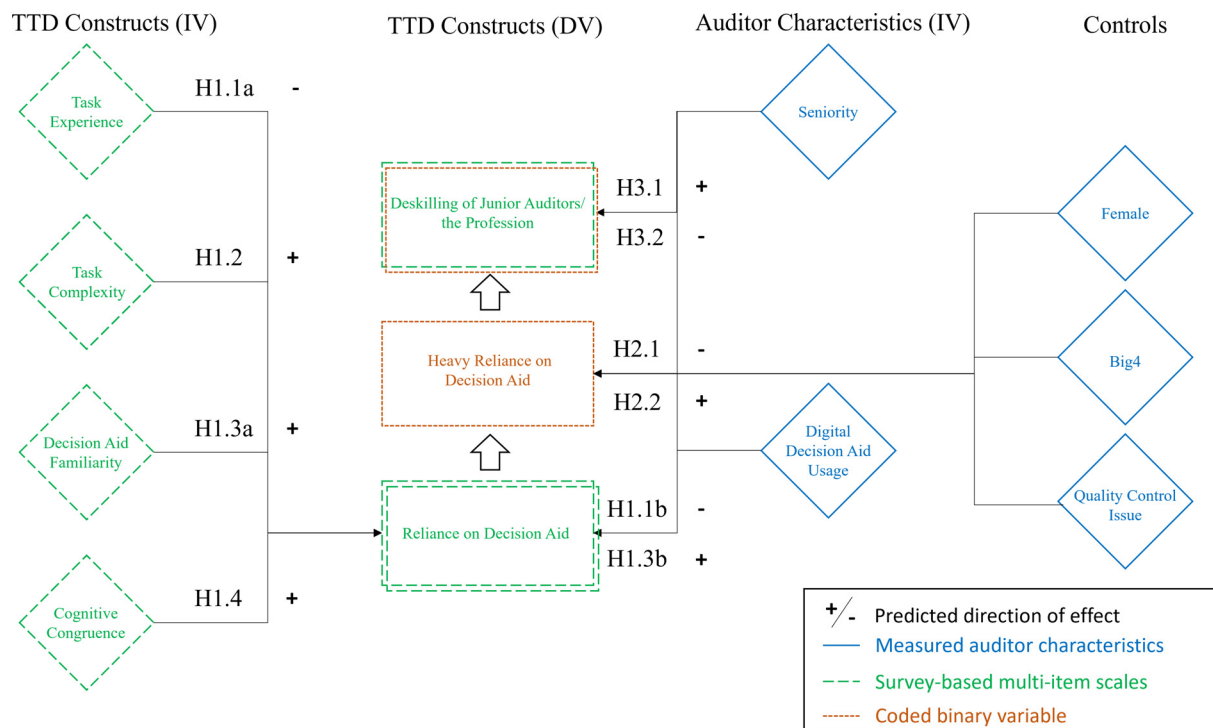 TTD Constructs (IV)
TTD Constructs (DV)
Auditor Characteristics (IV)
Controls
Task
Experience
H1.1a -
Task
Complexity
H1.2 +
Decision Aid
Familiarity
H1.3a +
Cognitive
Congruence
H1.4 +
Deskilling of Junior Auditors/
the Profession
Heavy Reliance on
Decision Aid
Reliance on Decision Aid
H3.1 +
H3.2 -
H2.1 -
H2.2 +
H1.1b -
H1.3b +
Seniority
Digital
Decision Aid
Usage
Female
Big4
Quality Control
Issue
+/- Predicted direction of effect
Measured auditor characteristics
Survey-based multi-item scales
Coded binary variable